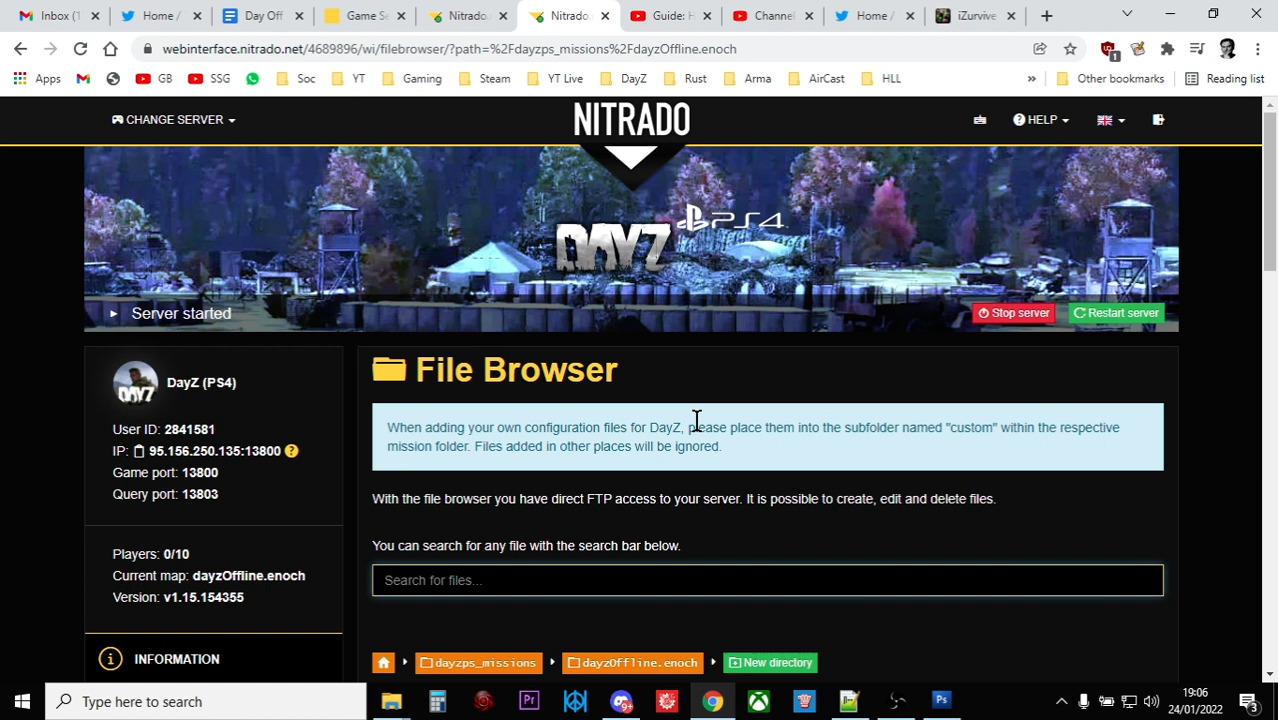 Inbox (1
Home /
Day Off
Game Se
Nitrado.
Nitrado.
Guide: H
Channel
Home /
iZurvive
webinterface.nitrado.net/4689896/wi/filebrowser/?path=%2Fdayzps_missions%2FdayzOffline.enoch
1
Apps
GB
SSG
Soc
YT
Gaming
Steam
YT Live
DayZ
Rust
Arma
AirCast
HLL
»
Other bookmarks
Reading list
CHANGE SERVER
NITRADO
HELP
DAYZ PS4
Server started
Stop server
Restart server
DAYZ
DayZ (PS4)
User ID: 2841581
IP: 95.156.250.135:13800 ?
Game port: 13800
Query port: 13803
Players: 0/10
Current map: dayzOffline.enoch
Version: v1.15.154355
INFORMATION
File Browser
When adding your own configuration files for DayZ, please place them into the subfolder named "custom" within the respective
mission folder. Files added in other places will be ignored.
With the file browser you have direct FTP access to your server. It is possible to create, edit and delete files.
You can search for any file with the search bar below.
Search for files...
dayzps_missions
dayzOffline.enoch
New directory
Type here to search
Pr
9+
Ps
19:06
24/01/2022
3